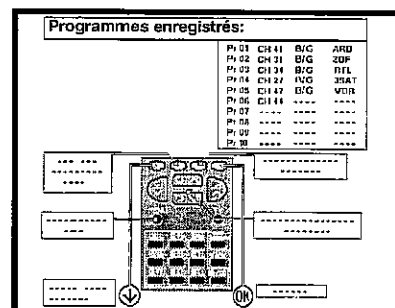 Programmes enregistrés:
Pr 01 CH 41 B/G ARD
Pr 02 CH 31 B/G ZDF
Pr 03 CH 34 B/G RTL
Pr 04 CH 27 B/G 3SAT
Pr 05 CH 47 B/G VOR
Pr 06 CH 44 ---- ----
Pr 07 ---- ---- ----
Pr 08 ---- ---- ----
Pr 09 ---- ---- ----
Pr 10 ---- ---- ----
OK